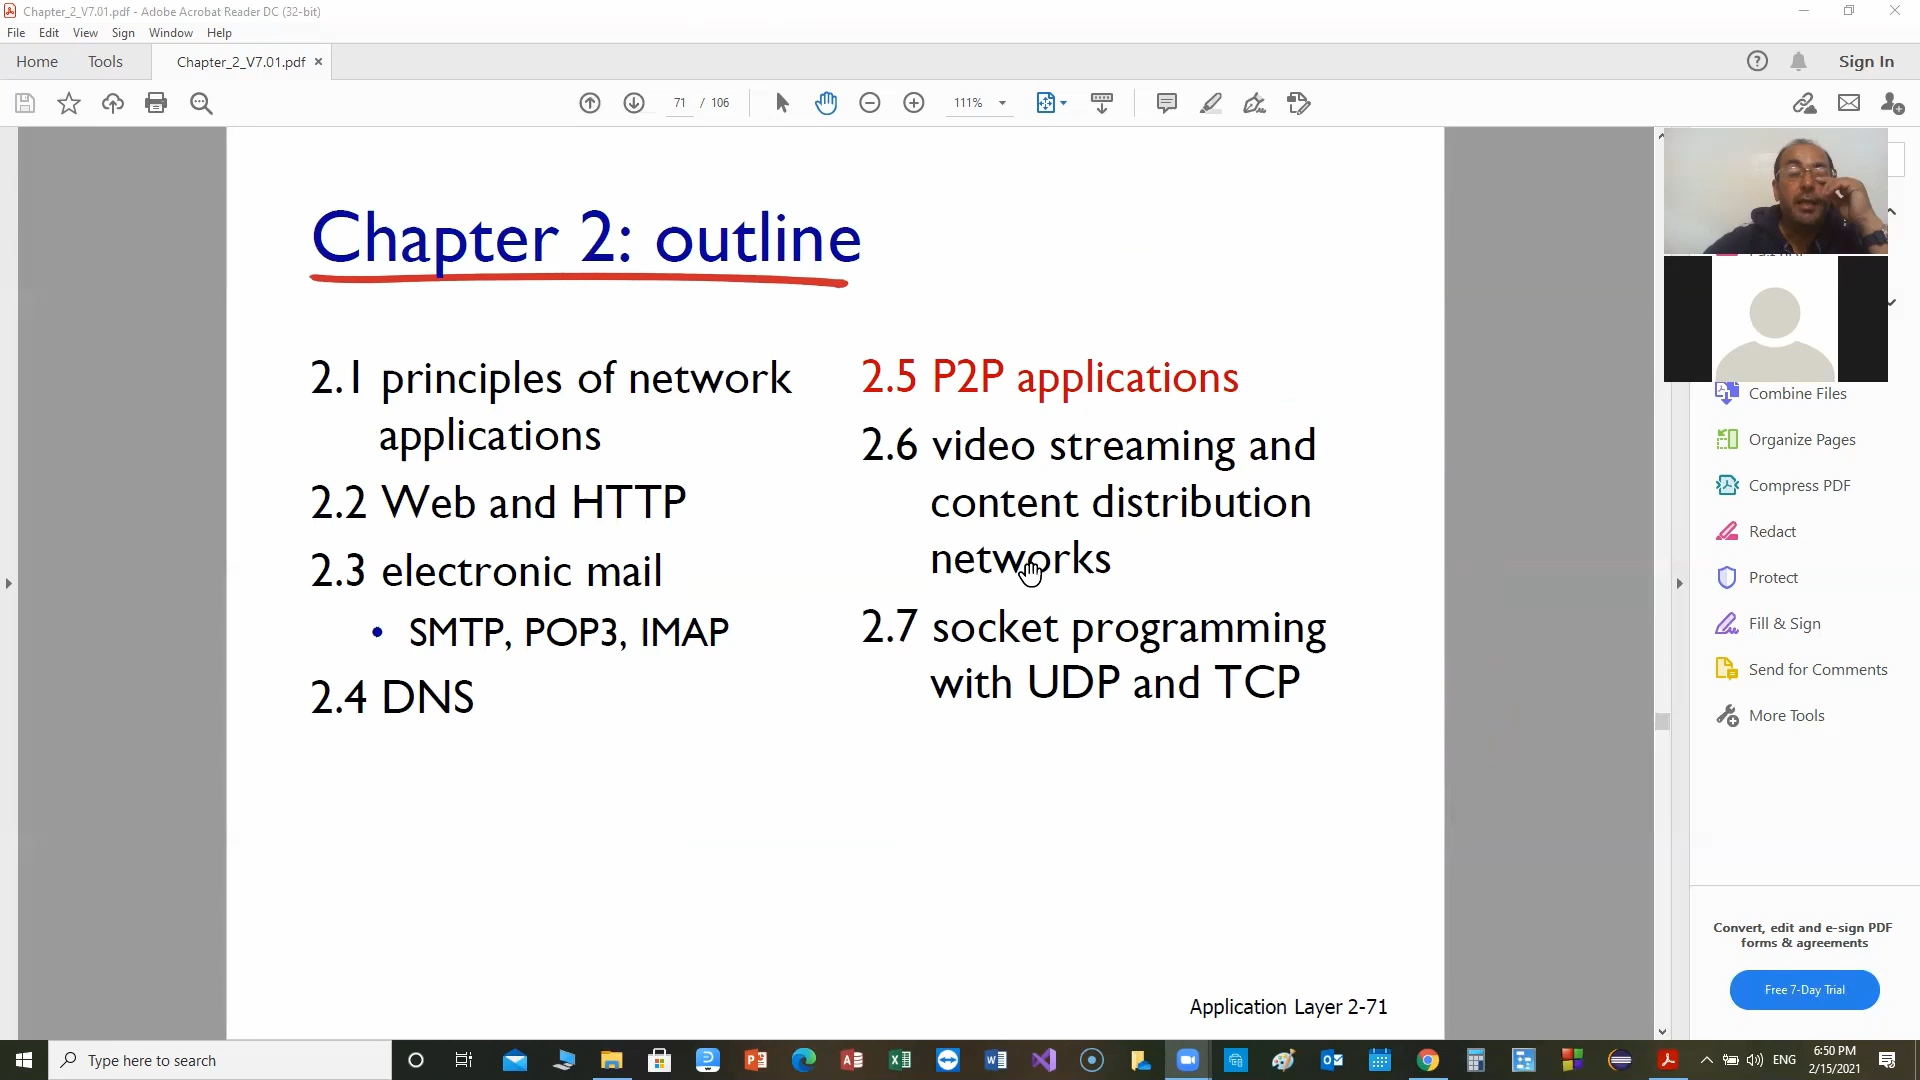 Chapter_2_V7.01.pdf - Adobe Acrobat Reader DC (32-bit)
File Edit View Sign Window Help
Home Tools Chapter_2_V7.01.pdf × Sign In
71 / 106 111%
Chapter 2: outline
2.1 principles of network
applications
2.2 Web and HTTP
2.3 electronic mail
• SMTP, POP3, IMAP
2.4 DNS
2.5 P2P applications
2.6 video streaming and
content distribution
networks
2.7 socket programming
with UDP and TCP
Application Layer 2-71
Combine Files
Organize Pages
Compress PDF
Redact
Protect
Fill & Sign
Send for Comments
More Tools
Convert, edit and e-sign PDF
forms & agreements
Free 7-Day Trial
Type here to search
ENG
6:50 PM
2/15/2021